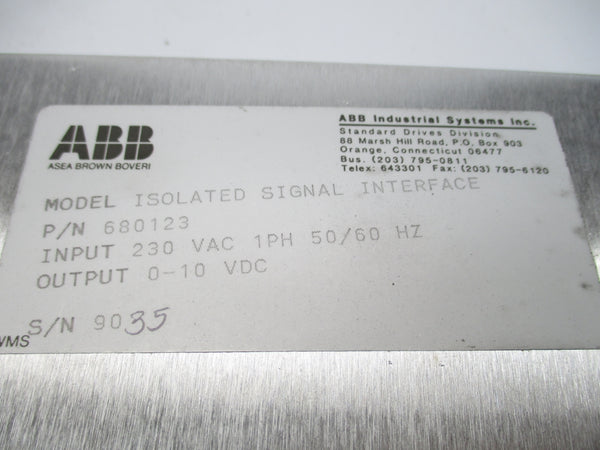 ABB
ASEA BROWN BOVERI
ABB Industrial Systems Inc.
Standard Drives Division
88 Marsh Hill Road, P.O. Box 903
Orange, Connecticut 06477
Bus. (203) 795-0811
Telex: 643301 Fax: (203) 795-6120
MODEL ISOLATED SIGNAL INTERFACE
P/N 680123
INPUT 230 VAC 1PH 50/60 HZ
OUTPUT 0-10 VDC
S/N 9035
WMS